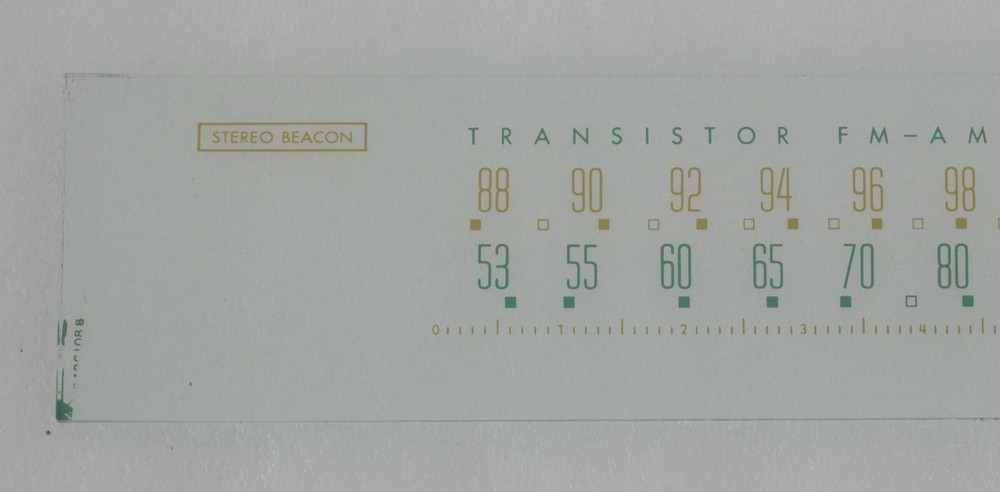 STEREO BEACON
TRANSISTOR FM-AM
88 90 92 94 96 98
53 55 60 65 70 80
0 1 2 3 4